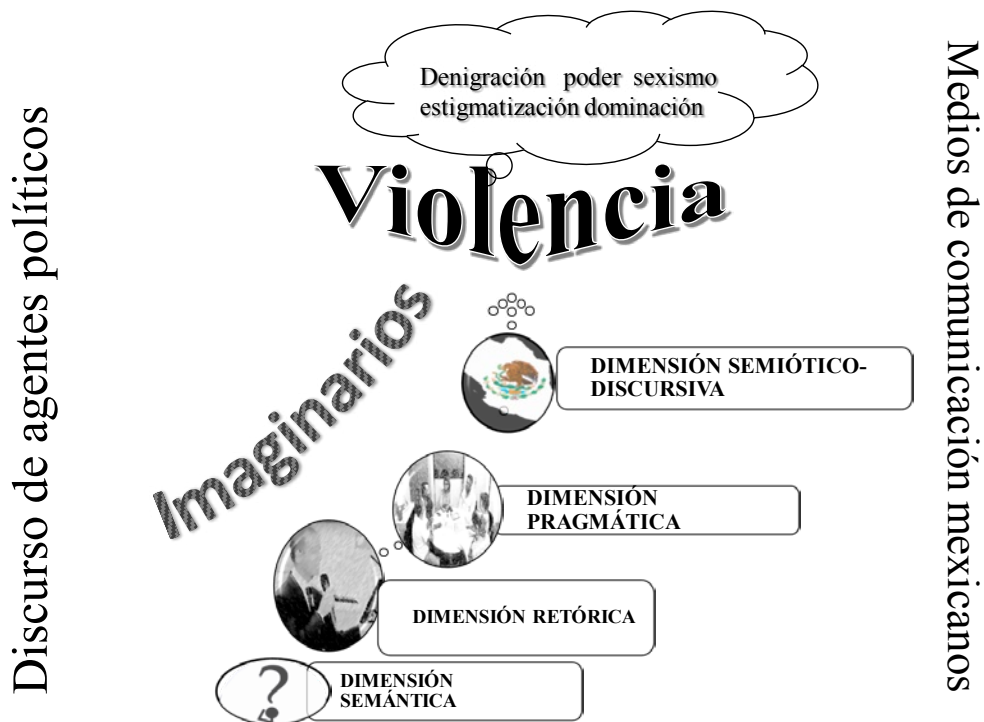 Discurso de agentes políticos
Denigración poder sexismo
estigmatización dominación
Violencia
Imaginarios
DIMENSIÓN SEMIÓTICO-
DISCURSIVA
DIMENSIÓN
PRAGMÁTICA
DIMENSIÓN RETÓRICA
?
DIMENSIÓN
SEMÁNTICA
Medios de comunicación mexicanos